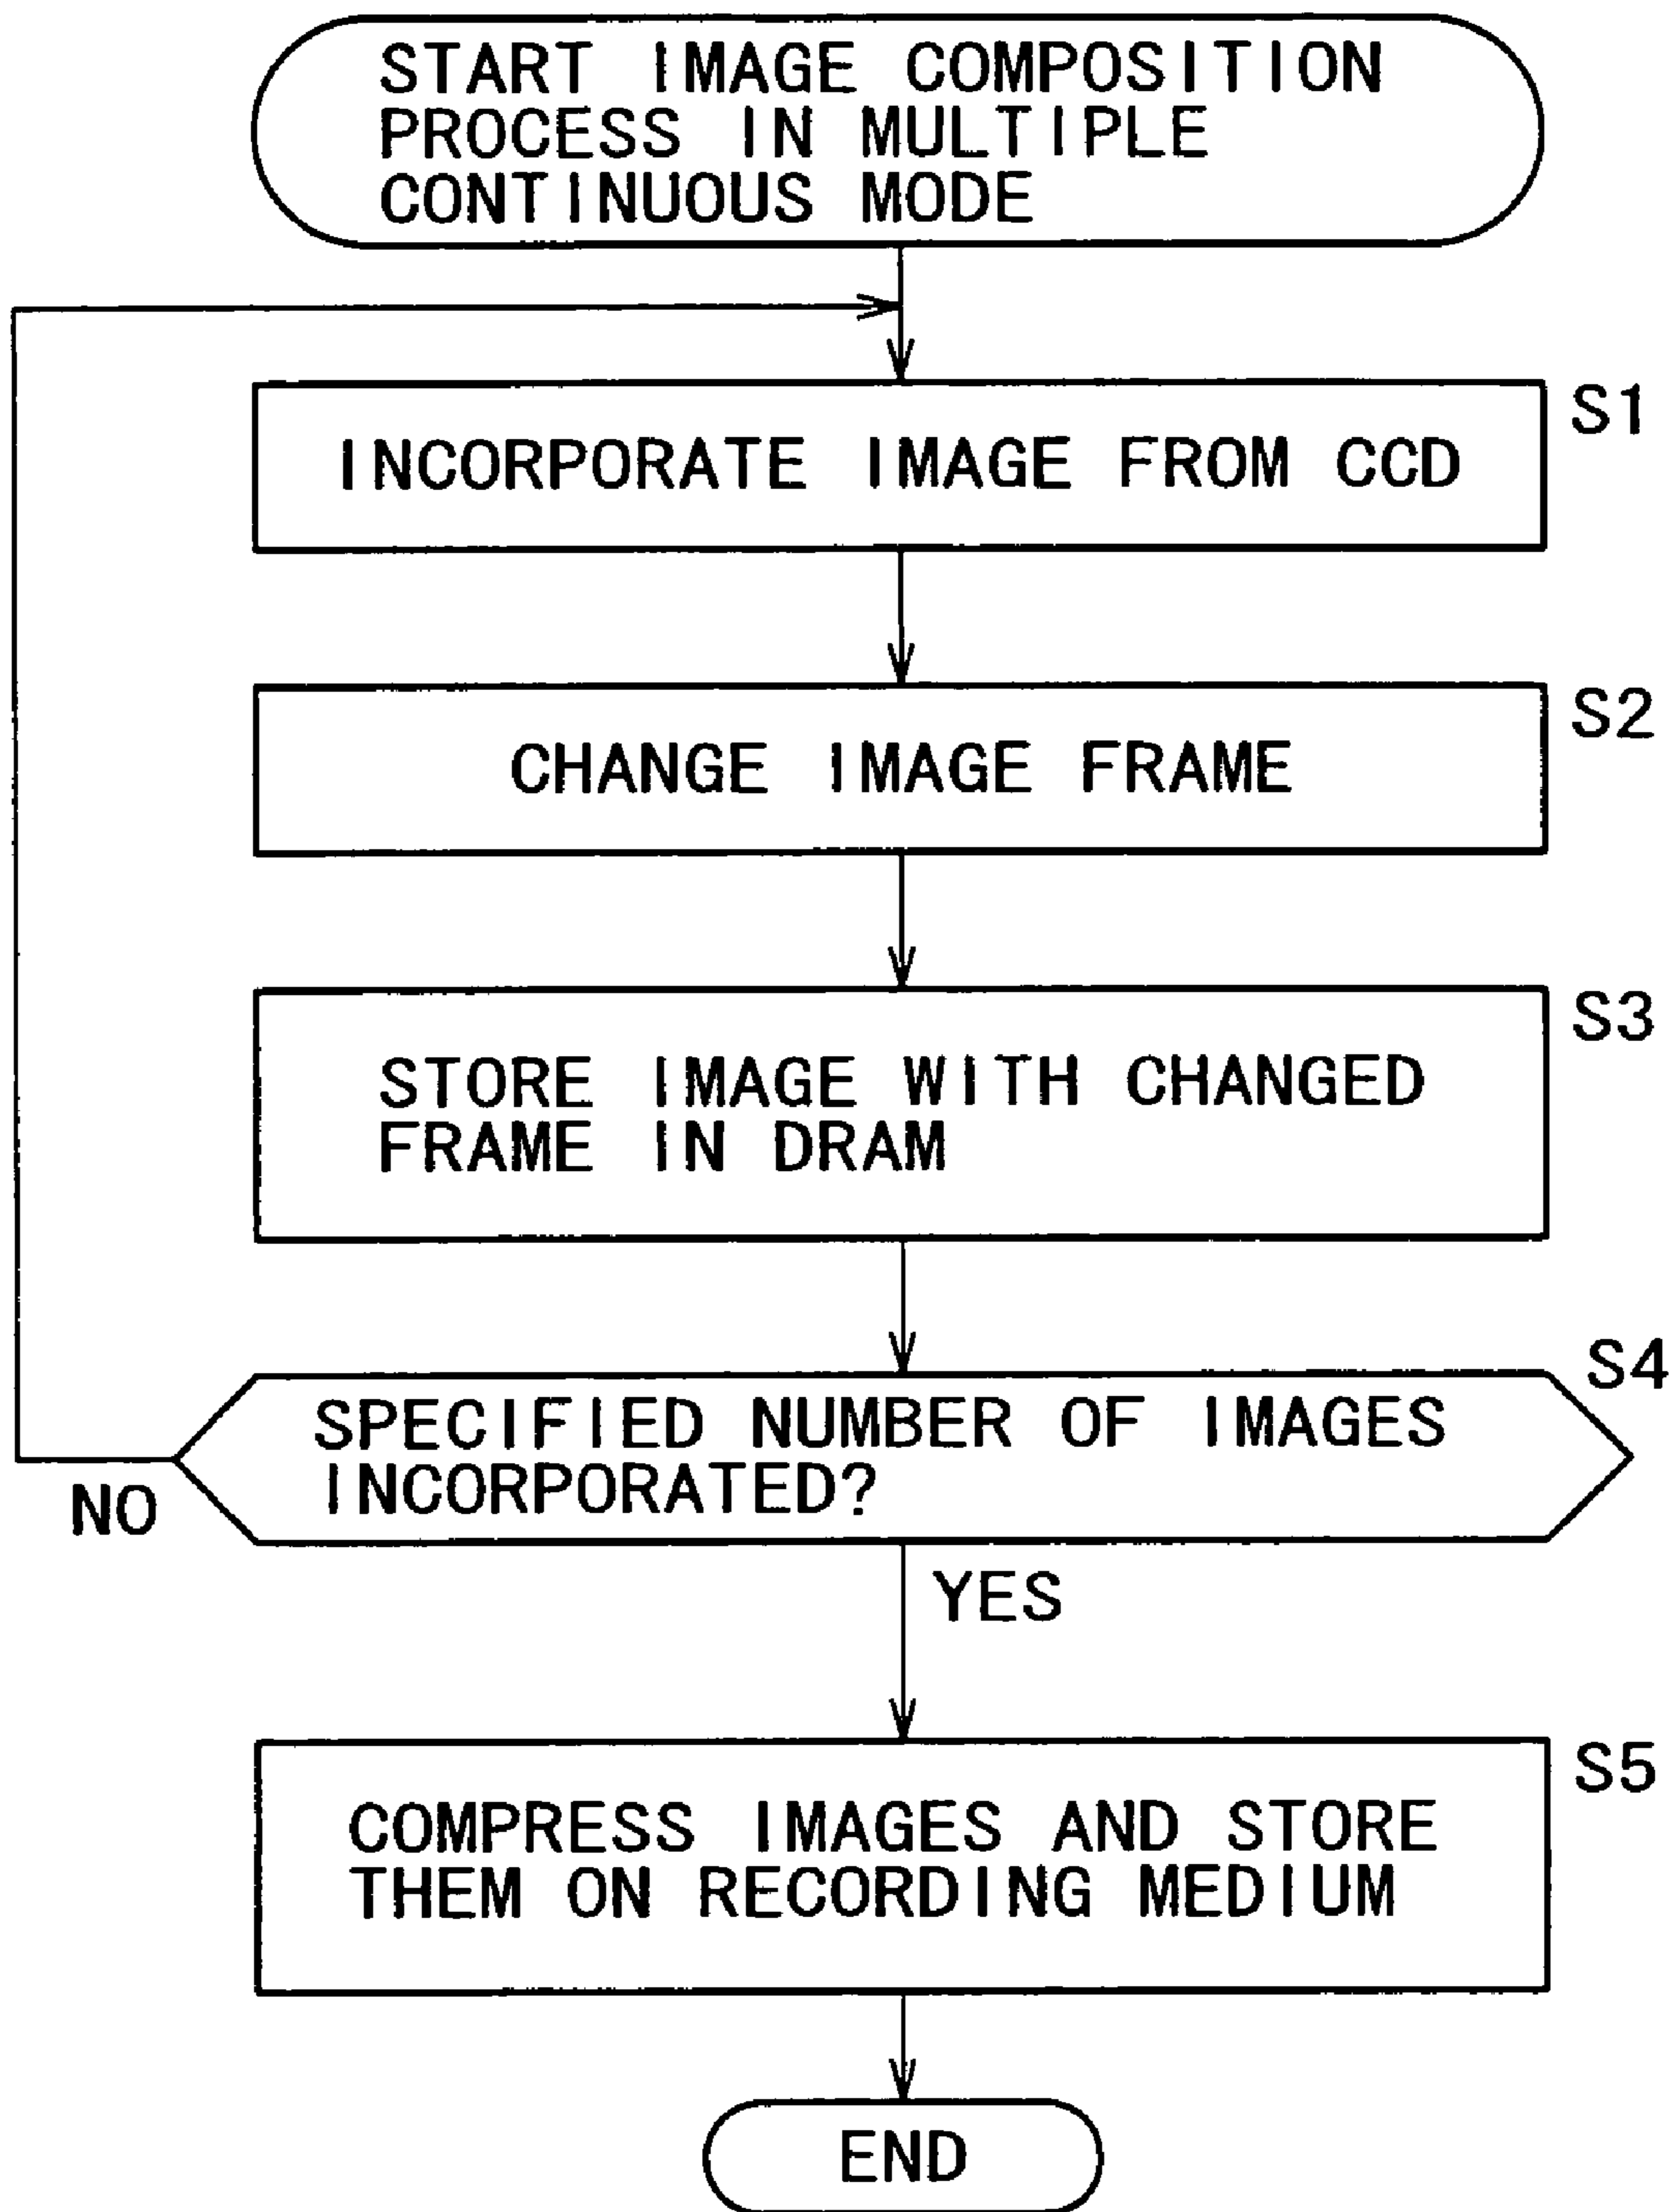 START IMAGE COMPOSITION
PROCESS IN MULTIPLE
CONTINUOUS MODE
S1
INCORPORATE IMAGE FROM CCD
S2
CHANGE IMAGE FRAME
S3
STORE IMAGE WITH CHANGED
FRAME IN DRAM
S4
SPECIFIED NUMBER OF IMAGES
INCORPORATED?
NO
YES
S5
COMPRESS IMAGES AND STORE
THEM ON RECORDING MEDIUM
END